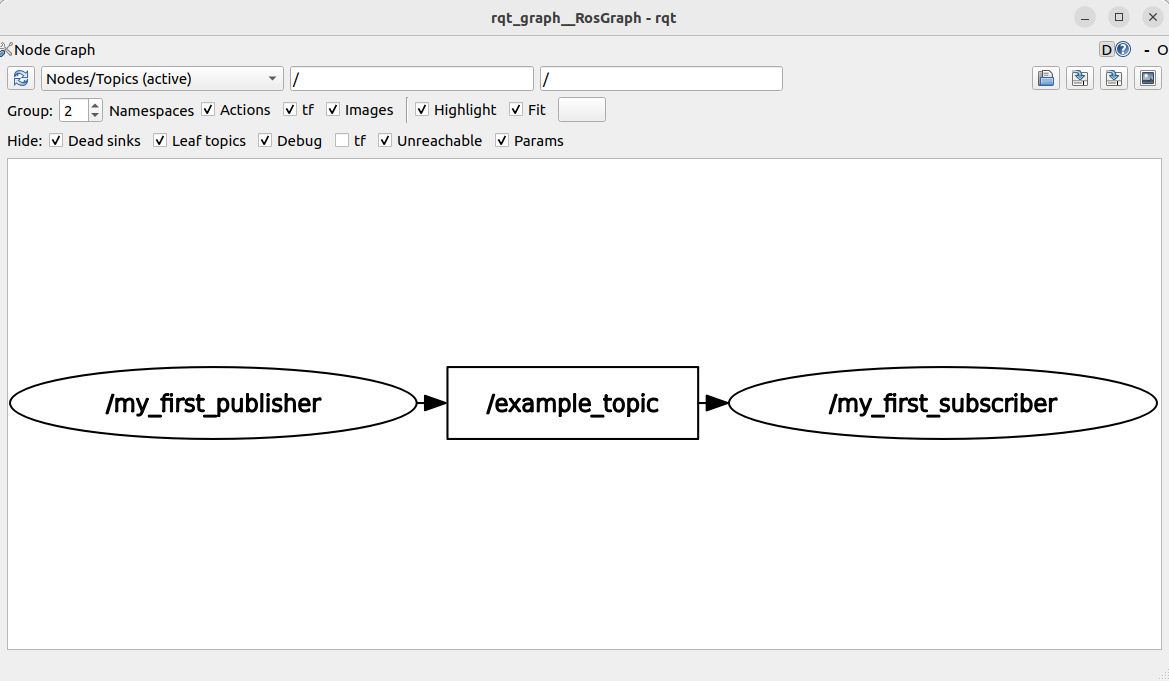 rqt_graph__RosGraph - rqt
Node Graph D ? - O
Nodes/Topics (active) / /
Group: 2 Namespaces Actions tf Images Highlight Fit
Hide: Dead sinks Leaf topics Debug tf Unreachable Params
/my_first_publisher /example_topic /my_first_subscriber